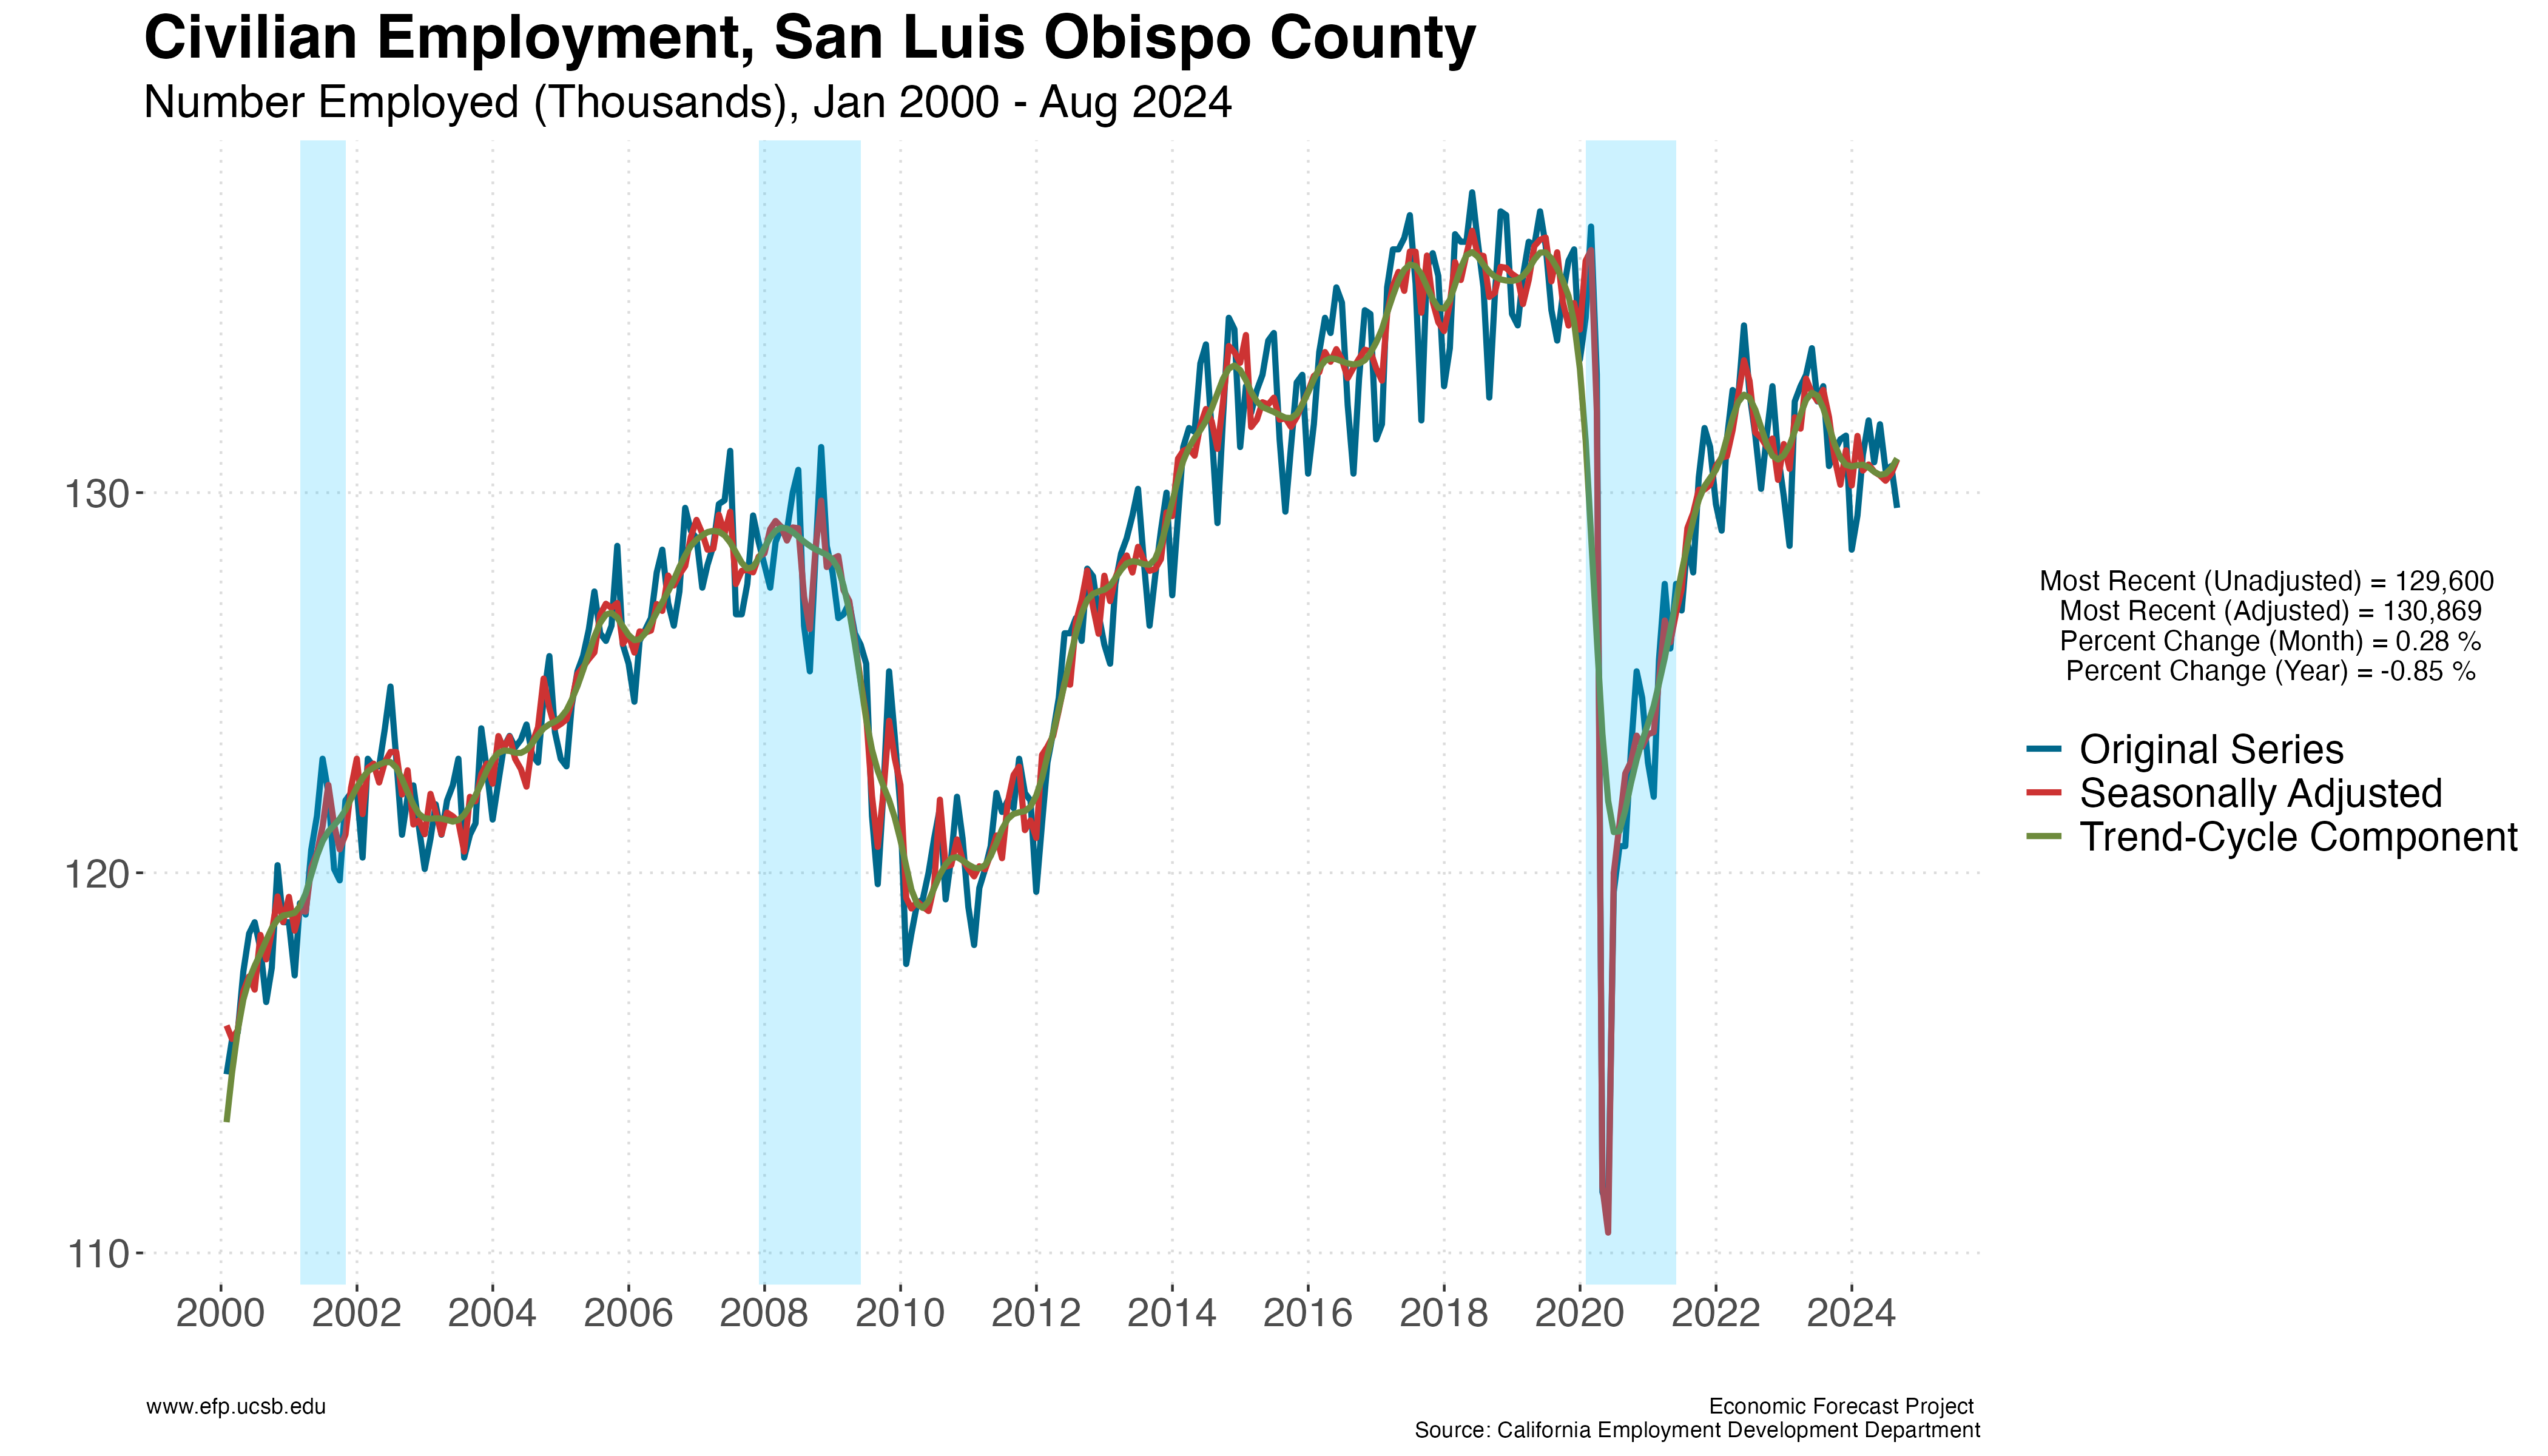 Civilian Employment, San Luis Obispo County
Number Employed (Thousands), Jan 2000 - Aug 2024
130
120
110
2000 2002 2004 2006 2008 2010 2012 2014 2016 2018 2020 2022 2024
Most Recent (Unadjusted) = 129,600
Most Recent (Adjusted) = 130,869
Percent Change (Month) = 0.28 %
Percent Change (Year) = -0.85 %
Original Series
Seasonally Adjusted
Trend-Cycle Component
www.efp.ucsb.edu
Economic Forecast Project
Source: California Employment Development Department